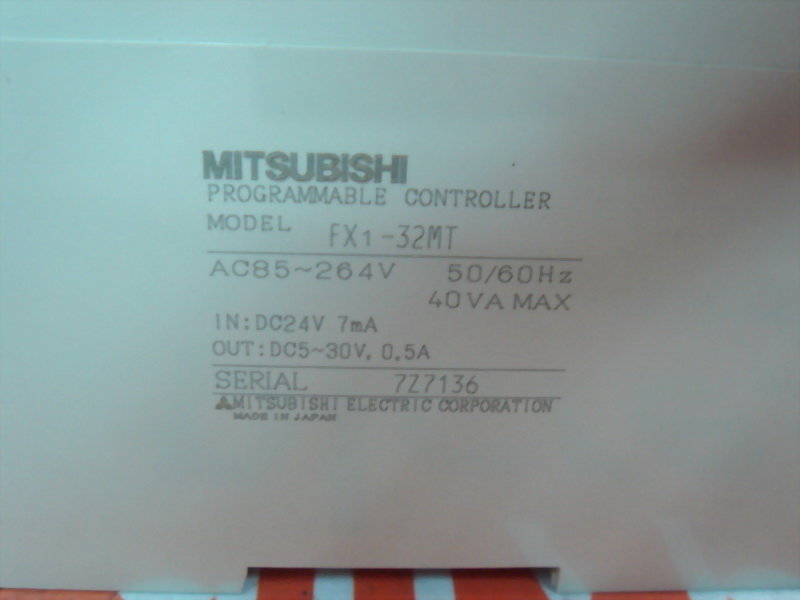 MITSUBISHI
PROGRAMMABLE CONTROLLER
MODEL FX1-32MT
AC85~264V 50/60Hz
40VA MAX
IN:DC24V 7mA
OUT:DC5~30V, 0.5A
SERIAL 7Z7136
MITSUBISHI ELECTRIC CORPORATION
MADE IN JAPAN